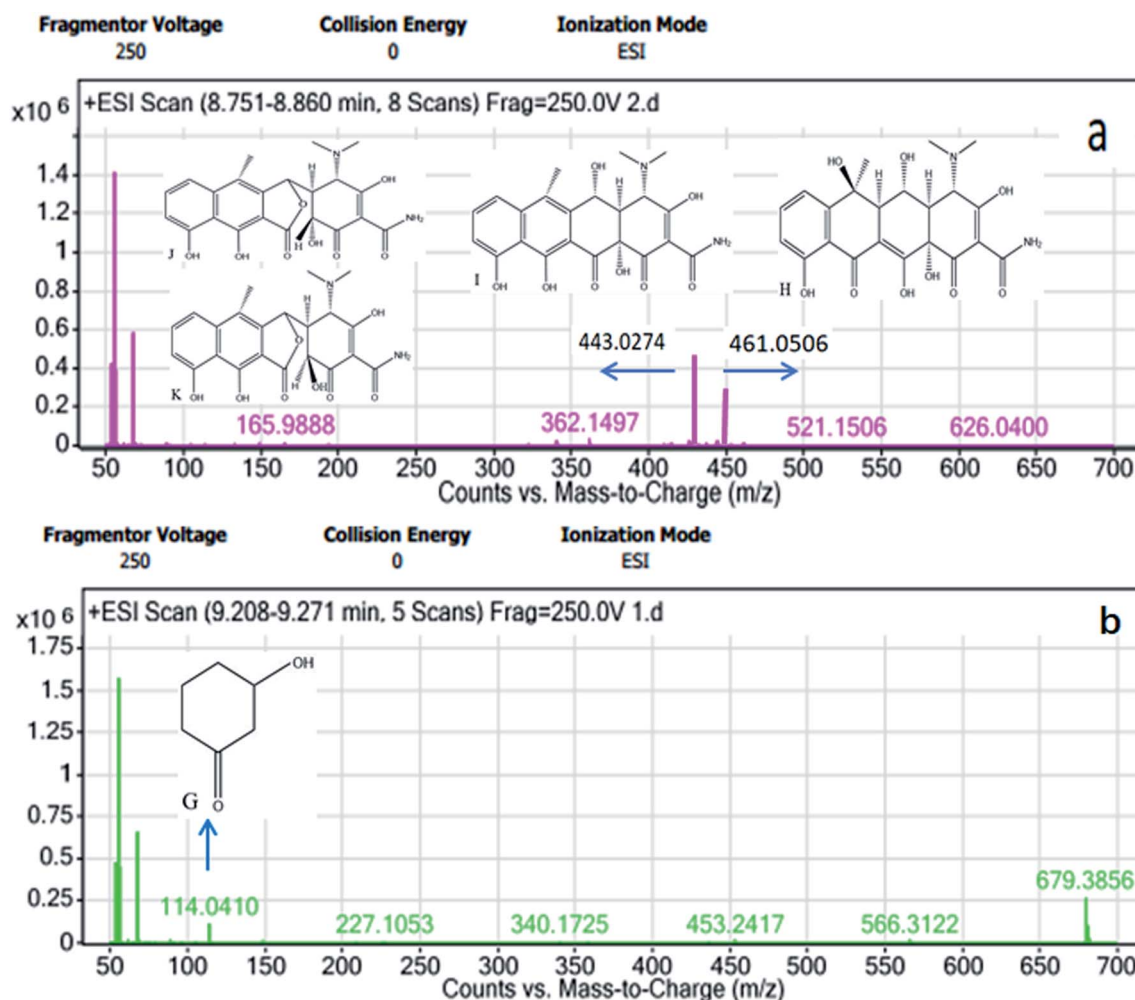 Fragmentor Voltage Collision Energy Ionization Mode
250 0 ESI
x10 6 +ESI Scan (8.751-8.860 min, 8 Scans) Frag=250.0V 2.d a
1.4
1.2
1
0.8
0.6
0.4
0.2
0
N OH H NH₂ O OH OH O H OH O O J
OH N H OH NH₂ OH OH OH O O O I
HO OH N H H OH NH₂ OH OH O OH O O H
N OH H NH₂ O OH OH O H OH O O K
443.0274 461.0506
165.9888 362.1497 521.1506 626.0400
50 100 150 200 250 300 350 400 450 500 550 600 650 700
Counts vs. Mass-to-Charge (m/z)
Fragmentor Voltage Collision Energy Ionization Mode
250 0 ESI
x10 6 +ESI Scan (9.208-9.271 min, 5 Scans) Frag=250.0V 1.d b
1.75
1.5
1.25
1
0.75
0.5
0.25
0
OH
G O
114.0410 227.1053 340.1725 453.2417 566.3122 679.3856
50 100 150 200 250 300 350 400 450 500 550 600 650 700
Counts vs. Mass-to-Charge (m/z)